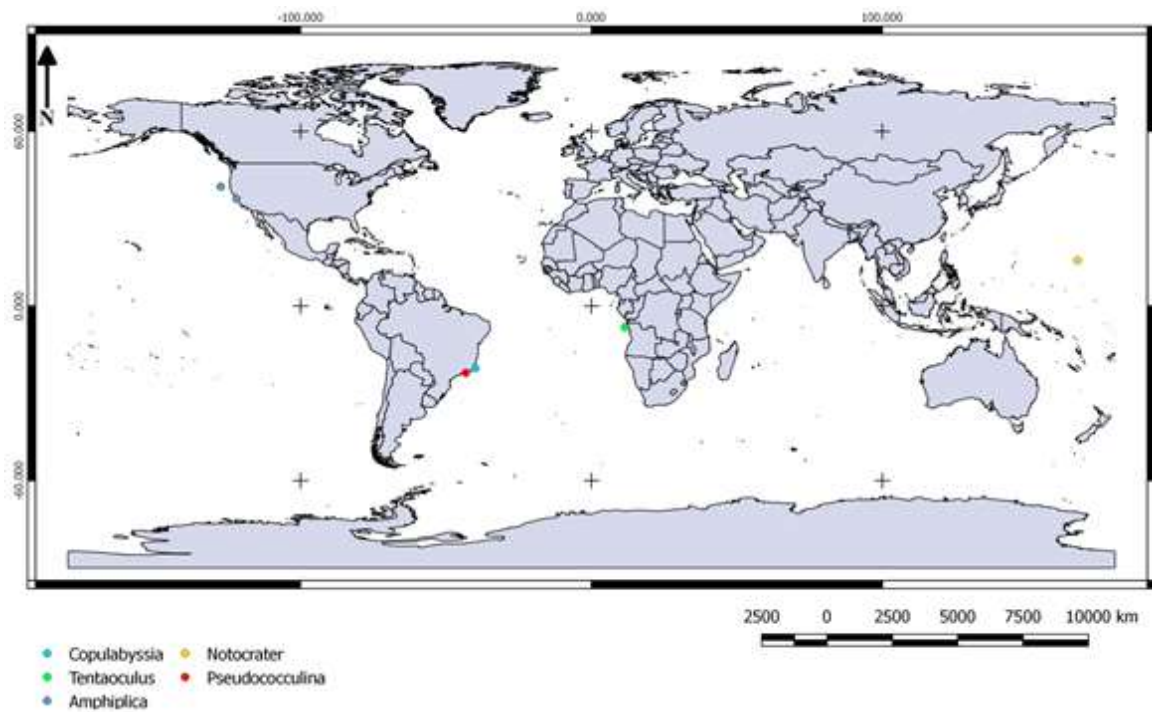 -100.000 0.000 100.000
N
60.000
0.000
-60.000
2500 0 2500 5000 7500 10000 km
Copulabyssia Notocrater
Tentaoculus Pseudococculina
Amphiplica